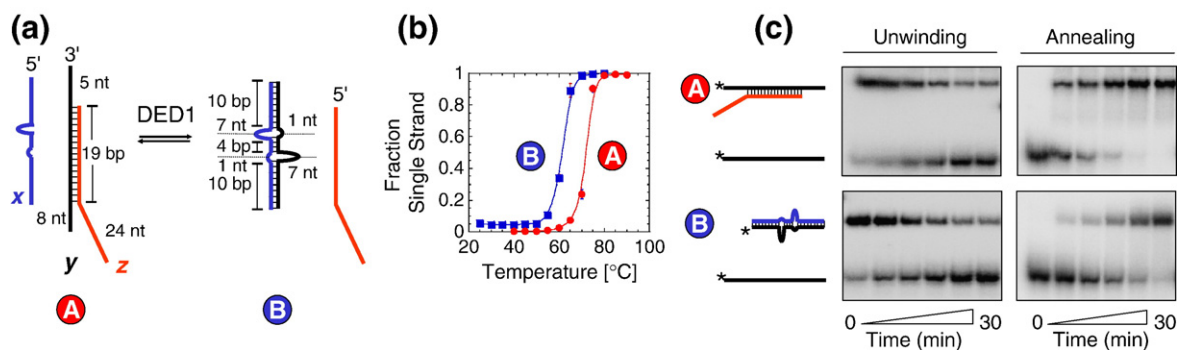 (a)
5'
3'
5 nt
19 bp
x
8 nt
24 nt
y
z
A
DED1
10 bp
7 nt
1 nt
4 bp
1 nt
7 nt
10 bp
5'
B
(b)
Fraction
Single Strand
1
0.8
0.6
0.4
0.2
0
B
A
20 40 60 80 100
Temperature [°C]
(c)
Unwinding
Annealing
A
*
*
B
*
*
0 30
Time (min)
0 30
Time (min)